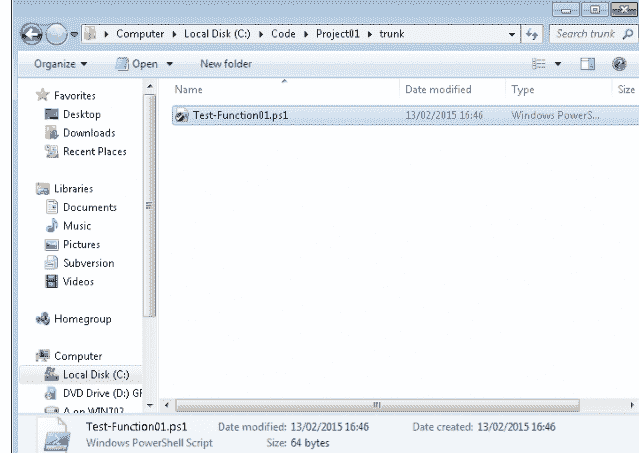 Computer ▸ Local Disk (C:) ▸ Code ▸ Project01 ▸ trunk
Search trunk
Organize ▾ Open ▾ New folder
Name Date modified Type Size
Test-Function01.ps1 13/02/2015 16:46 Windows PowerS...
Favorites
Desktop
Downloads
Recent Places
Libraries
Documents
Music
Pictures
Subversion
Videos
Homegroup
Computer
Local Disk (C:)
DVD Drive (D:) GF
Test-Function01.ps1 Date modified: 13/02/2015 16:46 Date created: 13/02/2015 16:46
Windows PowerShell Script Size: 64 bytes